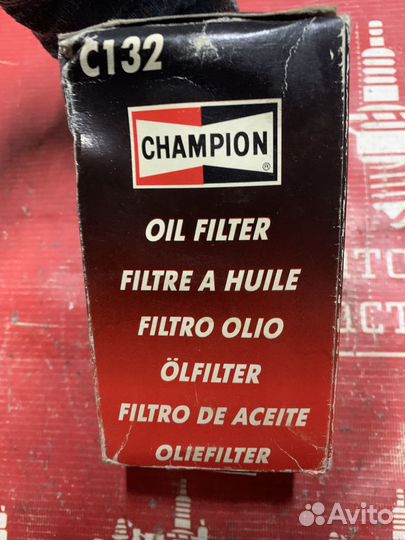 C132
CHAMPION
®
OIL FILTER
FILTRE A HUILE
FILTRO OLIO
ÖLFILTER
FILTRO DE ACEITE
OLIEFILTER
Avito